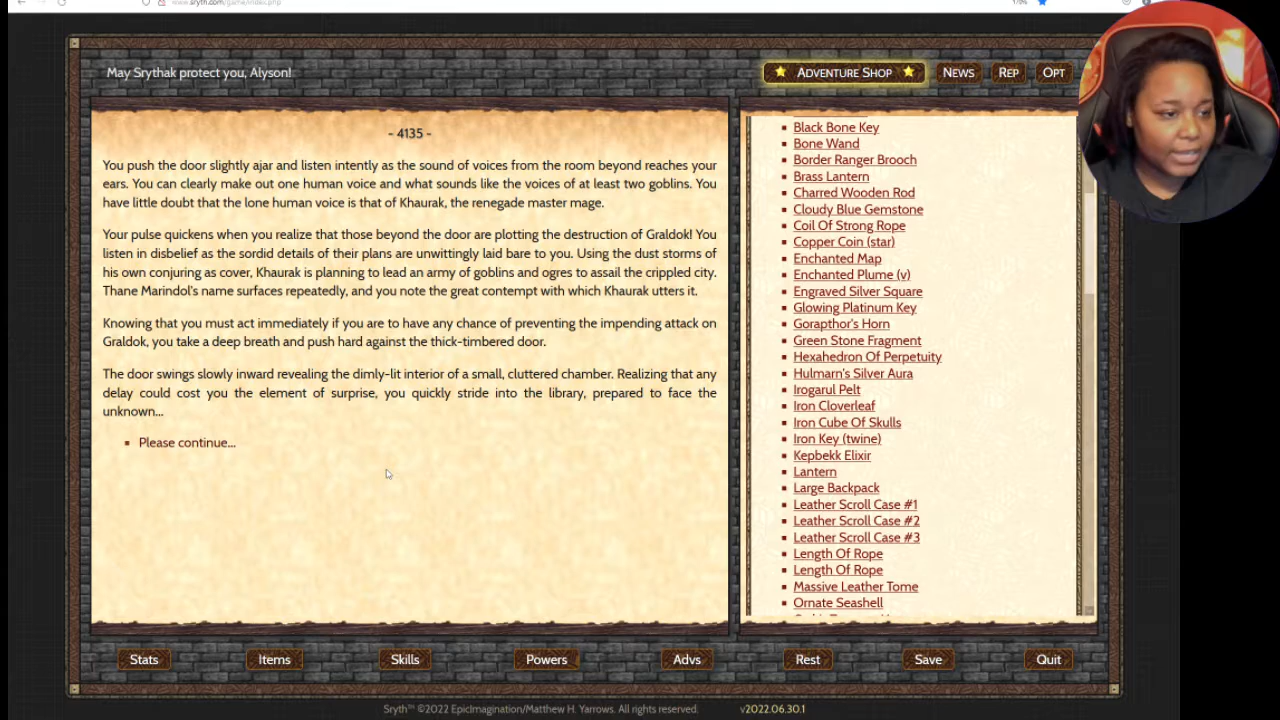 www.sryth.com/game/index.php
May Srythak protect you, Alyson!
ADVENTURE SHOP
NEWS
REP
OPT
- 4135 -
You push the door slightly ajar and listen intently as the sound of voices from the room beyond reaches your
ears. You can clearly make out one human voice and what sounds like the voices of at least two goblins. You
have little doubt that the lone human voice is that of Khaurak, the renegade master mage.
Your pulse quickens when you realize that those beyond the door are plotting the destruction of Graldok! You
listen in disbelief as the sordid details of their plans are unwittingly laid bare to you. Using the dust storms of
his own conjuring as cover, Khaurak is planning to lead an army of goblins and ogres to assail the crippled city.
Thane Marindol's name surfaces repeatedly, and you note the great contempt with which Khaurak utters it.
Knowing that you must act immediately if you are to have any chance of preventing the impending attack on
Graldok, you take a deep breath and push hard against the thick-timbered door.
The door swings slowly inward revealing the dimly-lit interior of a small, cluttered chamber. Realizing that any
delay could cost you the element of surprise, you quickly stride into the library, prepared to face the
unknown...
Please continue...
Black Bone Key
Bone Wand
Border Ranger Brooch
Brass Lantern
Charred Wooden Rod
Cloudy Blue Gemstone
Coil Of Strong Rope
Copper Coin (star)
Enchanted Map
Enchanted Plume (v)
Engraved Silver Square
Glowing Platinum Key
Gorapthor's Horn
Green Stone Fragment
Hexahedron Of Perpetuity
Hulmarn's Silver Aura
Irogarul Pelt
Iron Cloverleaf
Iron Cube Of Skulls
Iron Key (twine)
Kepbekk Elixir
Lantern
Large Backpack
Leather Scroll Case #1
Leather Scroll Case #2
Leather Scroll Case #3
Length Of Rope
Length Of Rope
Massive Leather Tome
Ornate Seashell
Stats
Items
Skills
Powers
Advs
Rest
Save
Quit
Sryth™ ©2022 EpicImagination/Matthew H. Yarrows. All rights reserved.
v2022.06.30.1